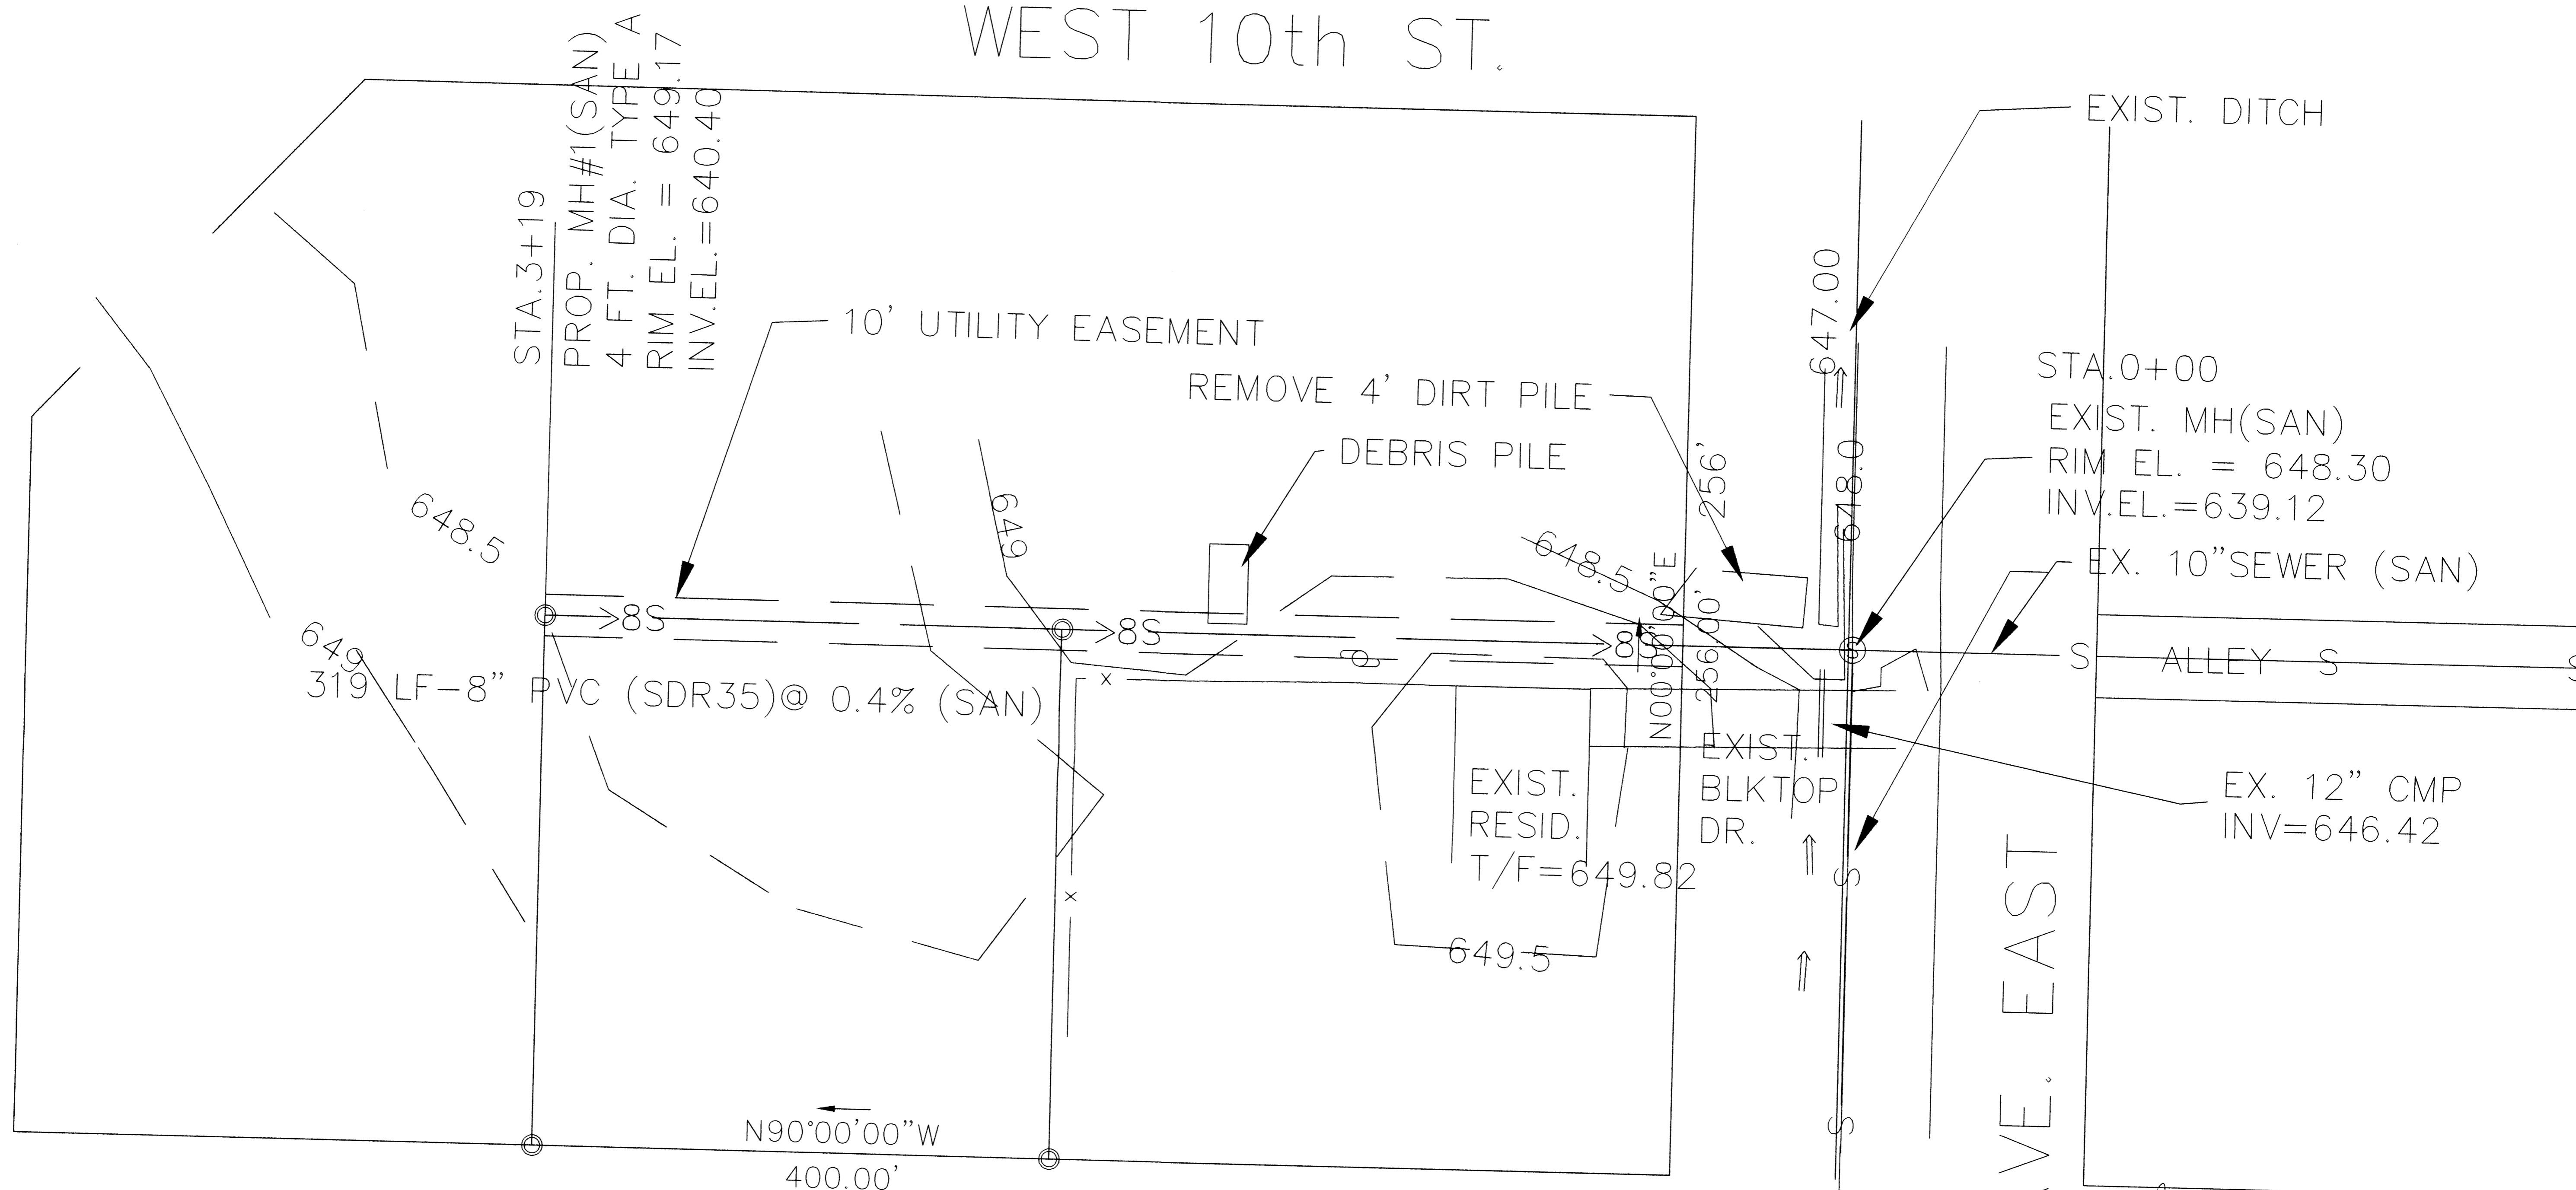 WEST 10th ST.
STA.3+19
PROP. MH#1(SAN)
4 FT. DIA. TYPE A
RIM EL. = 649.17
INV.EL.=640.40
EXIST. DITCH
10' UTILITY EASEMENT
REMOVE 4' DIRT PILE
DEBRIS PILE
647.00
648.0
STA.0+00
EXIST. MH(SAN)
RIM EL. = 648.30
INV.EL.=639.12
EX. 10"SEWER (SAN)
256'
N00°00'00"E
256.00'
648.5
649
648.5
649
>8S
>8S
>8S
S
319 LF-8" PVC (SDR35)@ 0.4% (SAN)
x
x
S
ALLEY S
S
EXIST.
RESID.
T/F=649.82
EXIST.
BLKTOP
DR.
EX. 12" CMP
INV=646.42
649.5
S
S
N90°00'00"W
400.00'
EAST